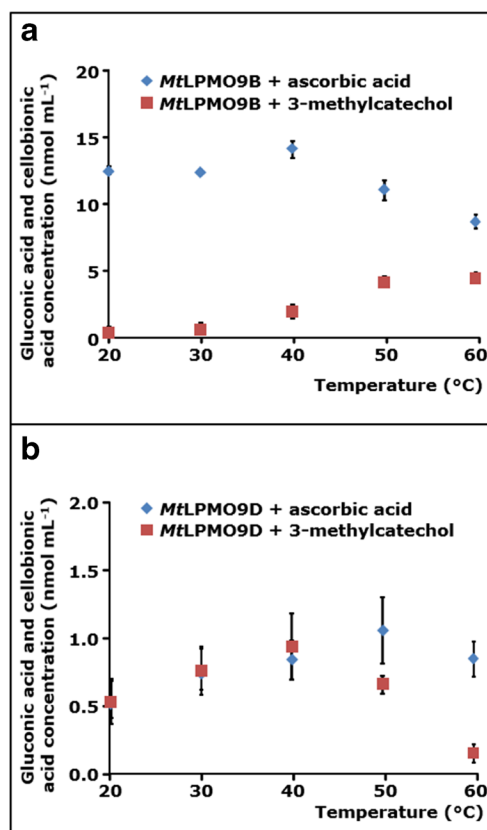 a
Gluconic acid and cellobionic
acid concentration (nmol mL⁻¹)
20
15
10
5
0
MtLPMO9B + ascorbic acid
MtLPMO9B + 3-methylcatechol
20 30 40 50 60
Temperature (°C)
b
Gluconic acid and cellobionic
acid concentration (nmol mL⁻¹)
2.0
1.5
1.0
0.5
0.0
MtLPMO9D + ascorbic acid
MtLPMO9D + 3-methylcatechol
20 30 40 50 60
Temperature (°C)